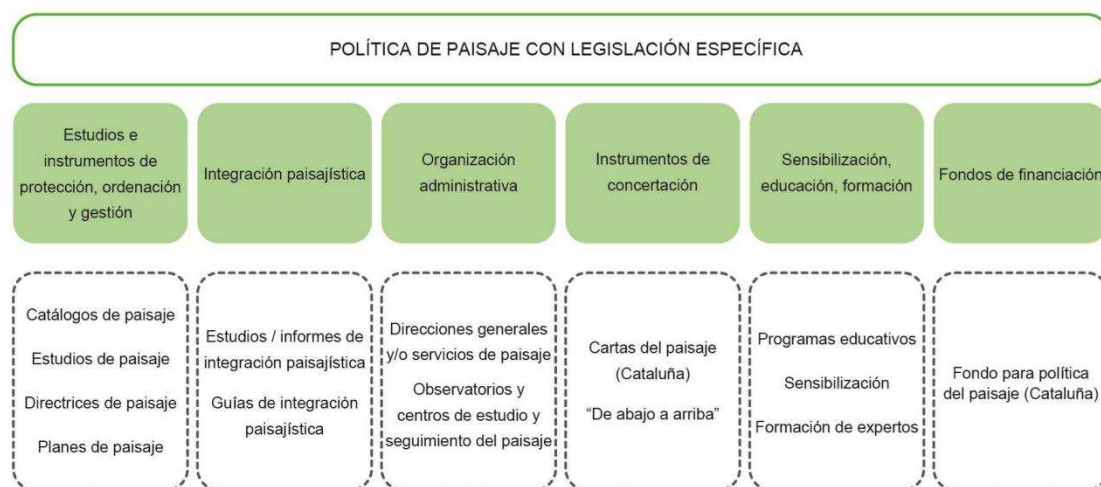 POLÍTICA DE PAISAJE CON LEGISLACIÓN ESPECÍFICA
Estudios e
instrumentos de
protección, ordenación
y gestión
Integración paisajística
Organización
administrativa
Instrumentos de
concertación
Sensibilización,
educación, formación
Fondos de financiación
Catálogos de paisaje
Estudios de paisaje
Directrices de paisaje
Planes de paisaje
Estudios / informes de
integración paisajística
Guías de integración
paisajística
Direcciones generales
y/o servicios de paisaje
Observatorios y
centros de estudio y
seguimiento del paisaje
Cartas del paisaje
(Cataluña)
“De abajo a arriba”
Programas educativos
Sensibilización
Formación de expertos
Fondo para política
del paisaje (Cataluña)